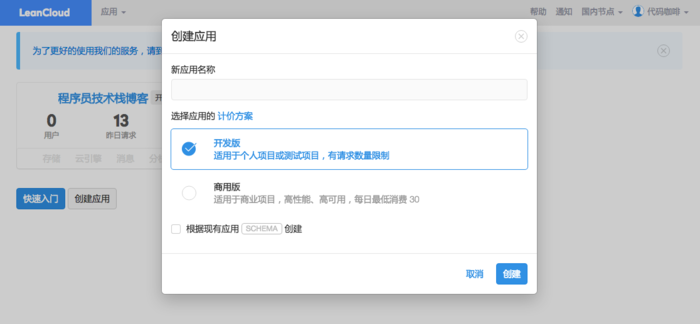 LeanCloud
应用
帮助 通知 国内节点 代码咖啡
为了更好的使用我们的服务，请到
程序员技术栈博客 开
0 13
用户 昨日请求
存储 云引擎 消息 分
快速入门 创建应用
创建应用
新应用名称
选择应用的 计价方案
开发版
适用于个人项目或测试项目，有请求数量限制
商用版
适用于商业项目，高性能、高可用，每日最低消费 30
根据现有应用 SCHEMA 创建
取消 创建